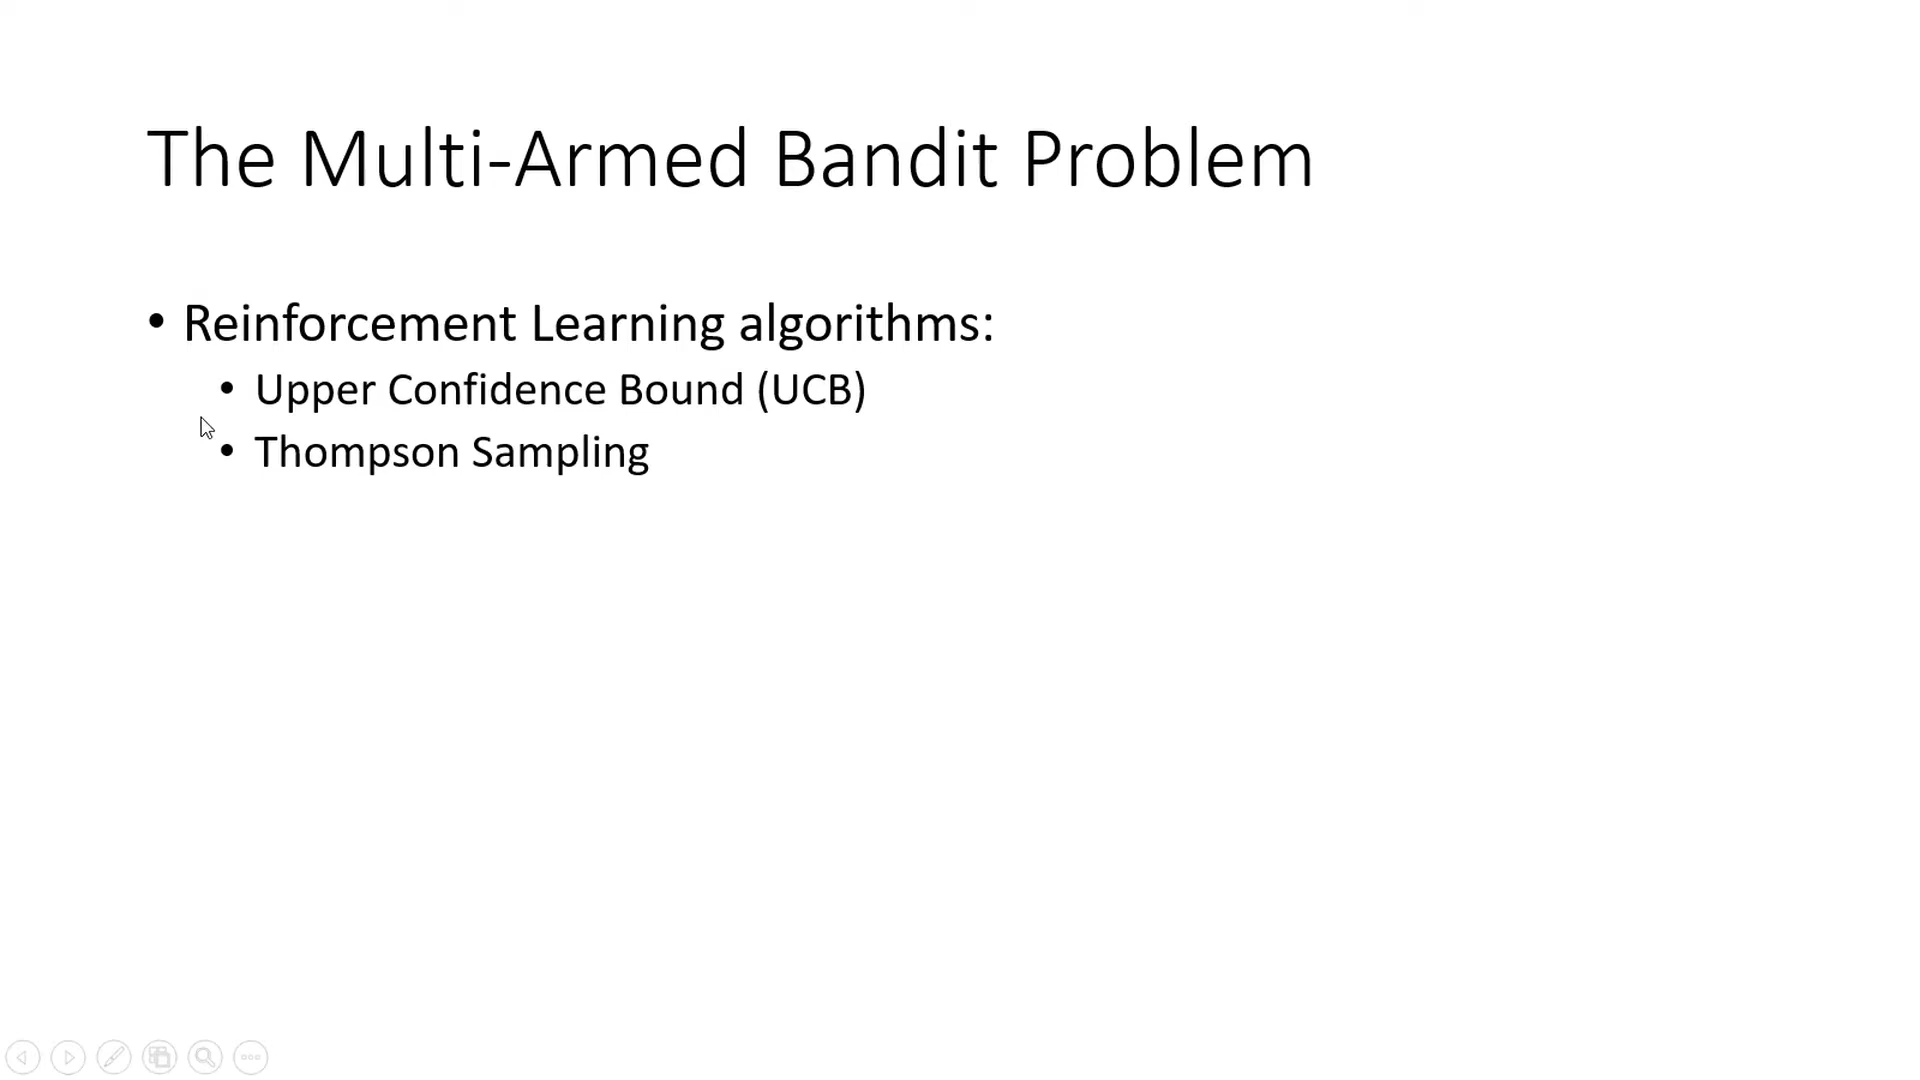 The Multi-Armed Bandit Problem
• Reinforcement Learning algorithms:
• Upper Confidence Bound (UCB)
• Thompson Sampling